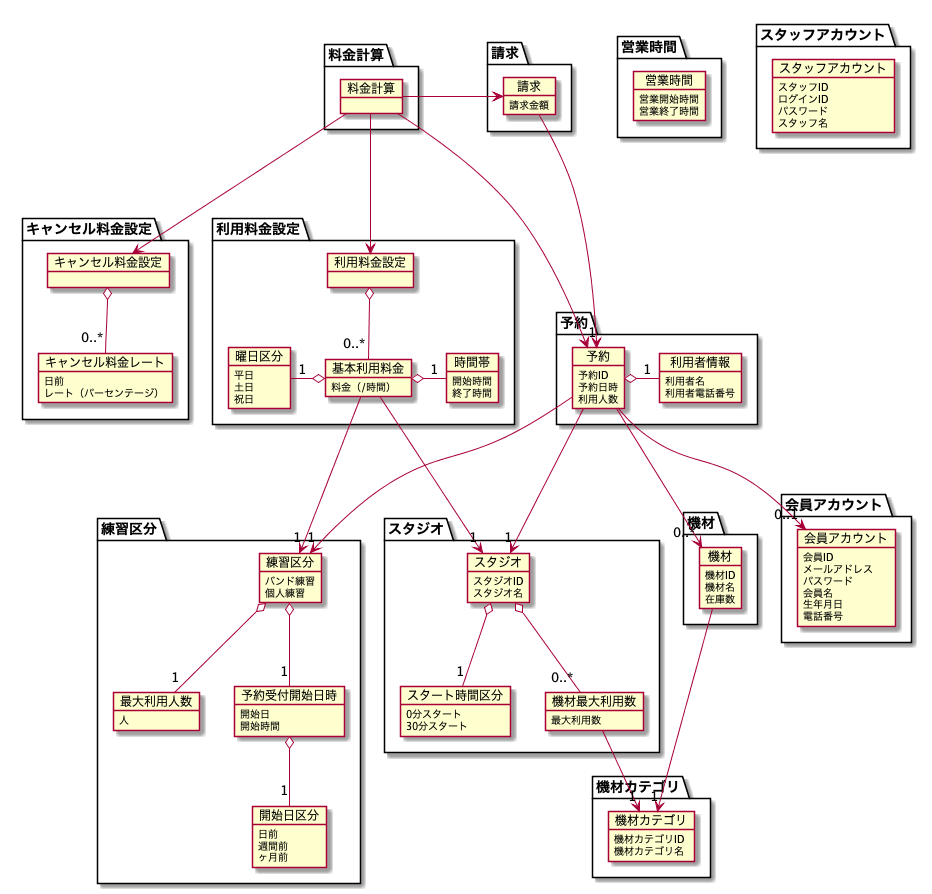 スタッフアカウント
スタッフアカウント
スタッフID
ログインID
パスワード
スタッフ名
営業時間
営業時間
営業開始時間
営業終了時間
請求
請求
請求金額
料金計算
料金計算
キャンセル料金設定
キャンセル料金設定
0..*
キャンセル料金レート
日前
レート（パーセンテージ）
利用料金設定
利用料金設定
0..*
曜日区分
平日
土日
祝日
1
基本利用料金
料金（/時間）
1
時間帯
開始時間
終了時間
予約
1
予約
予約ID
予約日時
利用人数
1
利用者情報
利用者名
利用者電話番号
練習区分
1
1
練習区分
バンド練習
個人練習
1
最大利用人数
人
1
予約受付開始日時
開始日
開始時間
1
開始日区分
日前
週間前
ヶ月前
スタジオ
1
1
スタジオ
スタジオID
スタジオ名
1
スタート時間区分
0分スタート
30分スタート
0..*
機材最大利用数
最大利用数
機材
機材
機材ID
機材名
在庫数
会員アカウント
0..1
会員アカウント
会員ID
メールアドレス
パスワード
会員名
生年月日
電話番号
機材カテゴリ
1
1
機材カテゴリ
機材カテゴリID
機材カテゴリ名